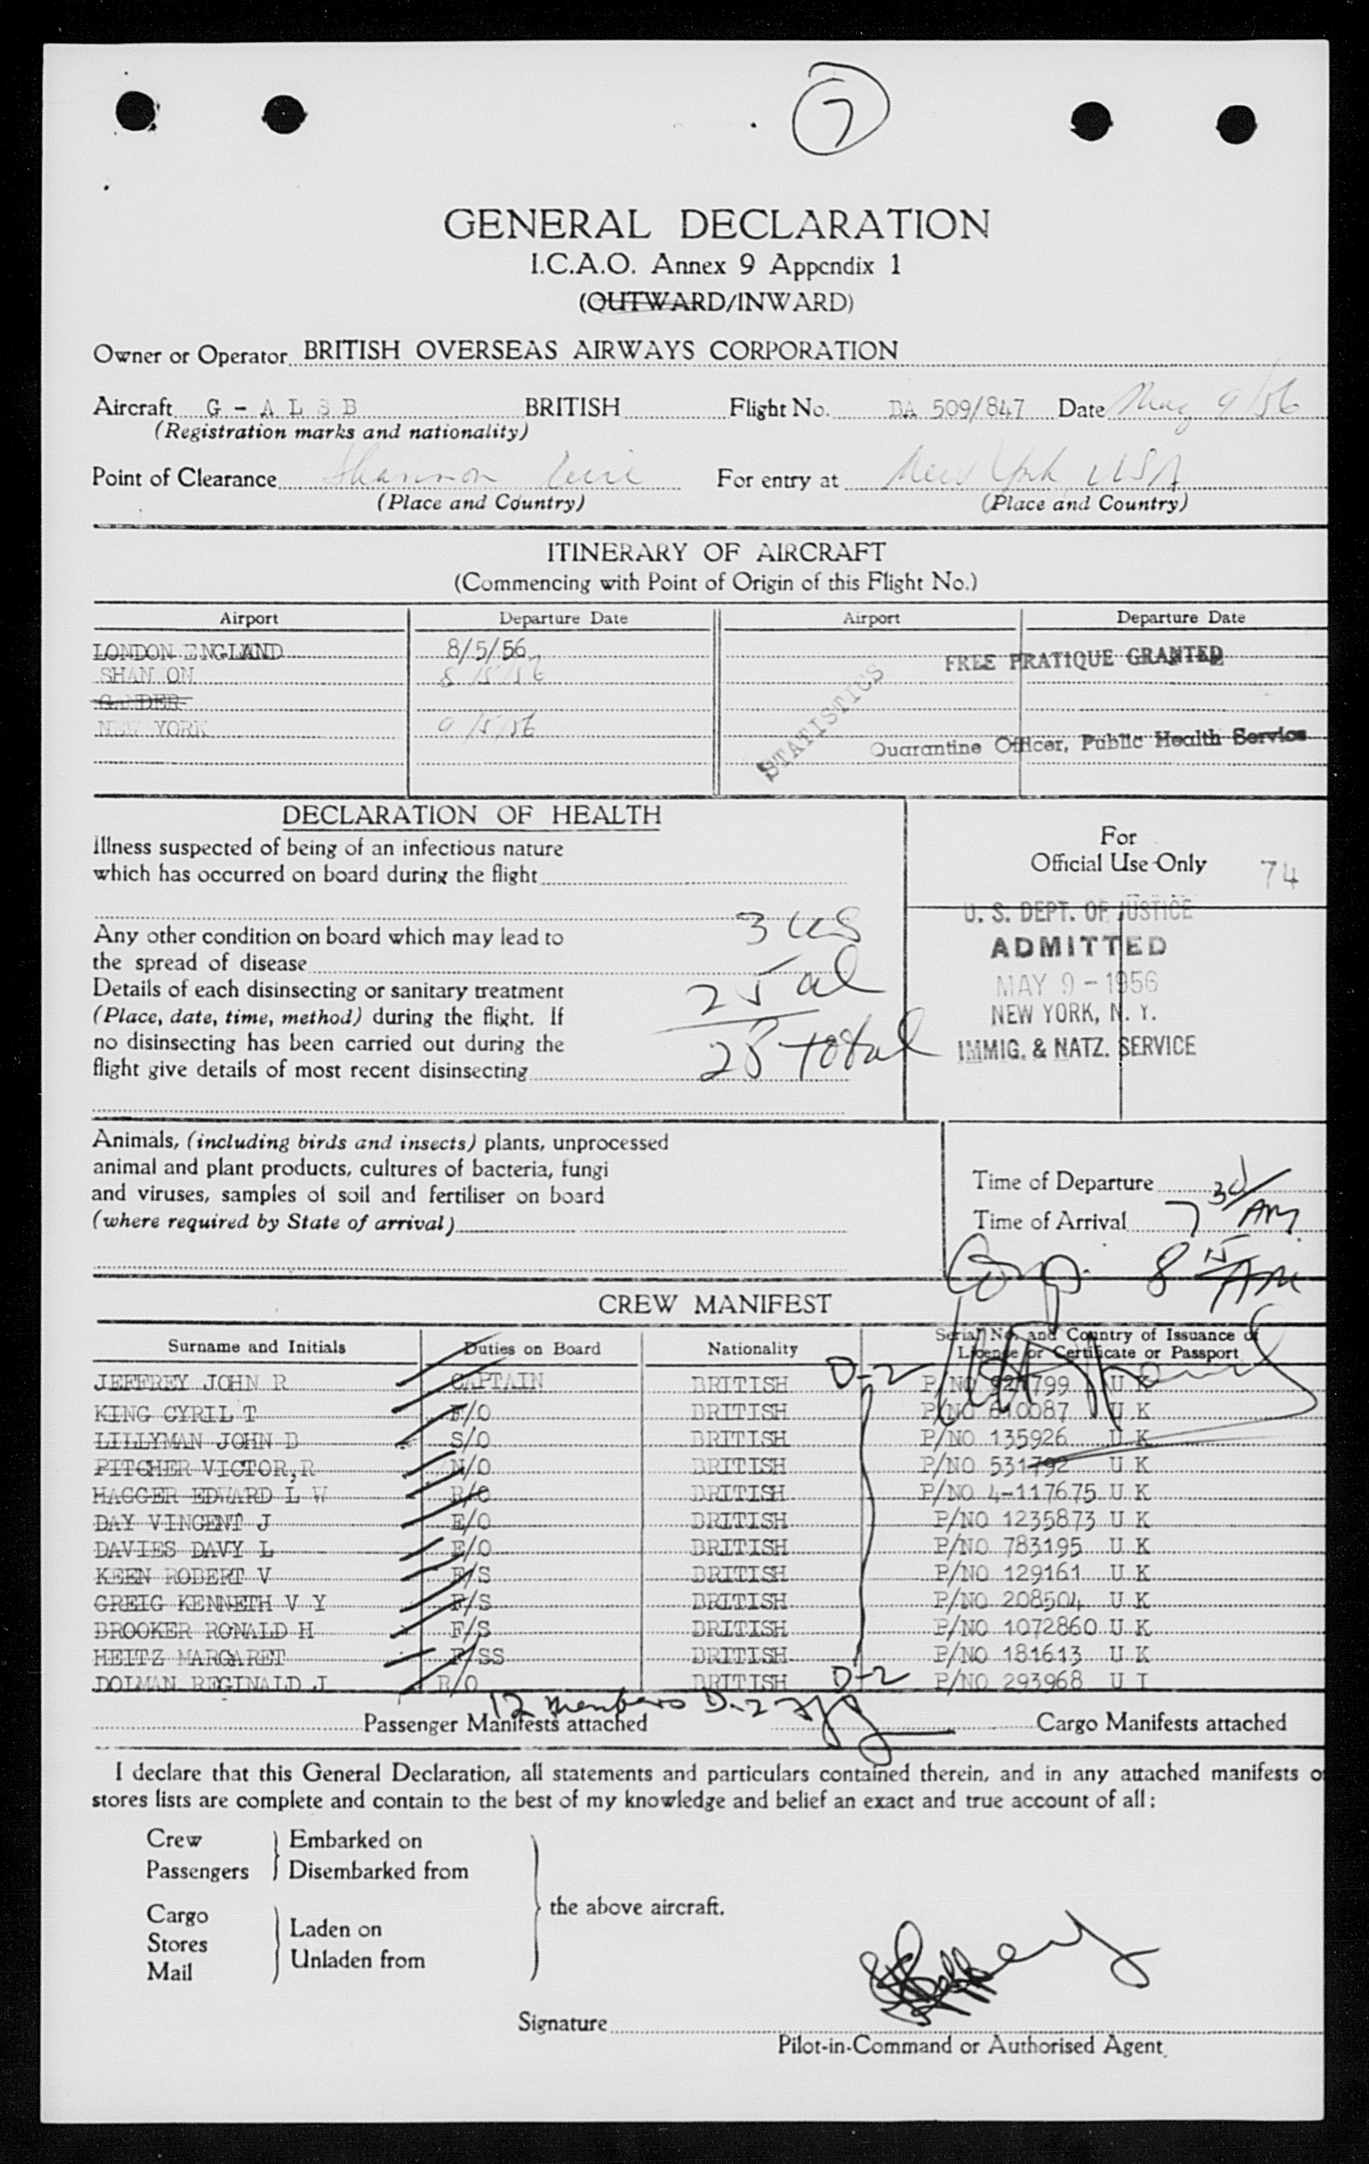 7
GENERAL DECLARATION
I.C.A.O. Annex 9 Appendix 1
(OUTWARD/INWARD)
Owner or Operator BRITISH OVERSEAS AIRWAYS CORPORATION
Aircraft G - A L S B BRITISH Flight No. BA 509/847 Date May 9/56
(Registration marks and nationality)
Point of Clearance Shannon Eire For entry at New York, USA
(Place and Country) (Place and Country)
ITINERARY OF AIRCRAFT
(Commencing with Point of Origin of this Flight No.)
Airport Departure Date Airport Departure Date
LONDON ENGLAND 8/5/56
FREE PRATIQUE GRANTED
SHANNON 8/5/56
GANDER
STATISTICS
NEW YORK 9/5/56
Quarantine Officer, Public Health Service
DECLARATION OF HEALTH
Illness suspected of being of an infectious nature
which has occurred on board during the flight
For
Official Use Only 74
Any other condition on board which may lead to
the spread of disease
Details of each disinsecting or sanitary treatment
(Place, date, time, method) during the flight. If
no disinsecting has been carried out during the
flight give details of most recent disinsecting
3 US
25 al
28 total
U. S. DEPT. OF JUSTICE
ADMITTED
MAY 9 - 1956
NEW YORK, N. Y.
IMMIG. & NATZ. SERVICE
Animals, (including birds and insects) plants, unprocessed
animal and plant products, cultures of bacteria, fungi
and viruses, samples of soil and fertiliser on board
(where required by State of arrival)
Time of Departure
Time of Arrival 7 30/AM
Comp. 8 15/AM
CREW MANIFEST
Surname and Initials Duties on Board Nationality Serial No. and Country of Issuance of
Licence or Certificate or Passport
JEFFREY JOHN R CAPTAIN BRITISH D-2 P/NO 799 U K
KING CYRIL T F/O BRITISH P/NO 610087 U K
LILLYMAN JOHN D S/O BRITISH P/NO 135926 U K
PITCHER VICTOR,R N/O BRITISH P/NO 531792 U K
HAGGER EDWARD L W R/O BRITISH P/NO 4-117675 U K
DAY VINCENT J E/O BRITISH P/NO 1235873 U K
DAVIES DAVY L E/O BRITISH P/NO 783195 U K
KEEN ROBERT V F/S BRITISH P/NO 129161 U K
GREIG KENNETH V Y F/S BRITISH P/NO 208504 U K
BROOKER RONALD H F/S BRITISH P/NO 1072860 U K
HEITZ MARGARET F/SS BRITISH P/NO 181613 U K
DOLMAN REGINALD J R/O BRITISH D-2 P/NO 293968 U I
12 members D-2
Passenger Manifests attached Cargo Manifests attached
I declare that this General Declaration, all statements and particulars contained therein, and in any attached manifests o
stores lists are complete and contain to the best of my knowledge and belief an exact and true account of all:
Crew Embarked on
Passengers Disembarked from
the above aircraft.
Cargo
Stores Laden on
Mail Unladen from
Signature
Pilot-in-Command or Authorised Agent